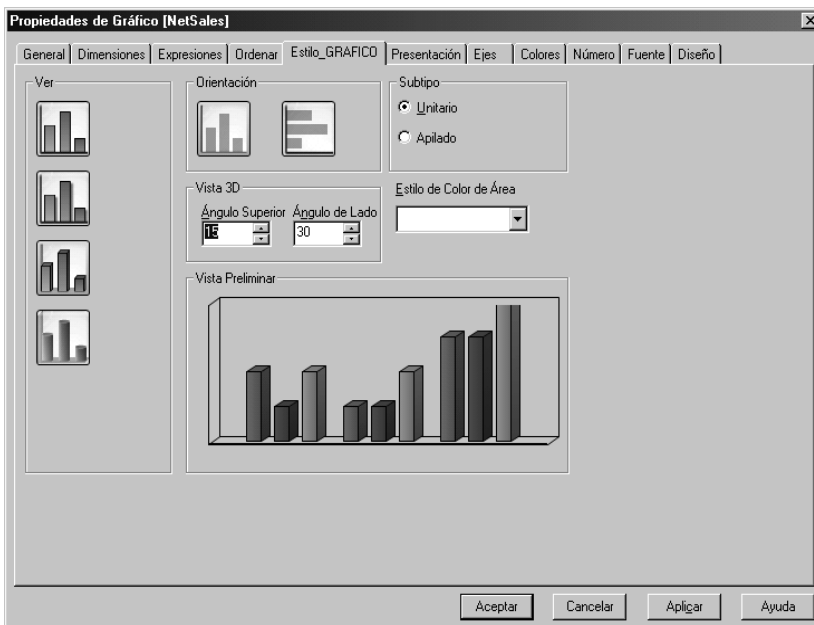 Propiedades de Gráfico [NetSales]
General Dimensiones Expresiones Ordenar Estilo_GRAFICO Presentación Ejes Colores Número Fuente Diseño
Ver
Orientación
Subtipo
Unitario
Apilado
Vista 3D
Ángulo Superior Ángulo de Lado
15 30
Estilo de Color de Área
Vista Preliminar
Aceptar Cancelar Aplicar Ayuda